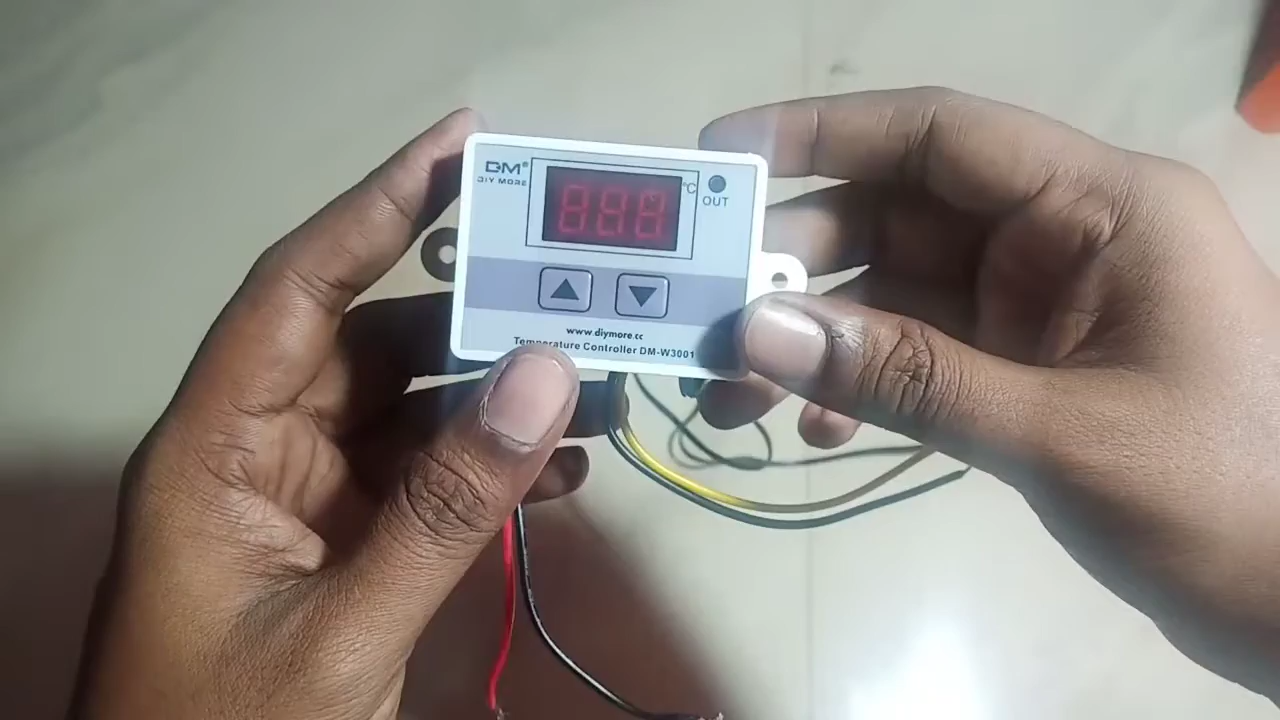 DM®
DIY MORE
888
°C
OUT
www.diymore.cc
Temperature Controller DM-W3001